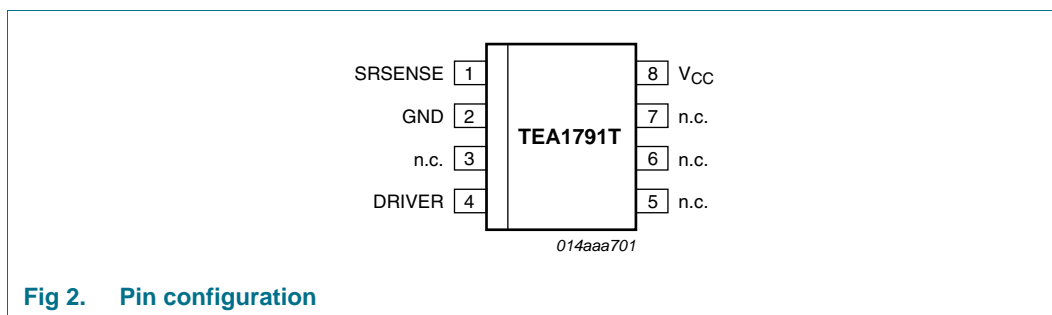 SRSENSE 1
8 VCC
GND 2
7 n.c.
TEA1791T
n.c. 3
6 n.c.
DRIVER 4
5 n.c.
014aaa701
Fig 2. Pin configuration